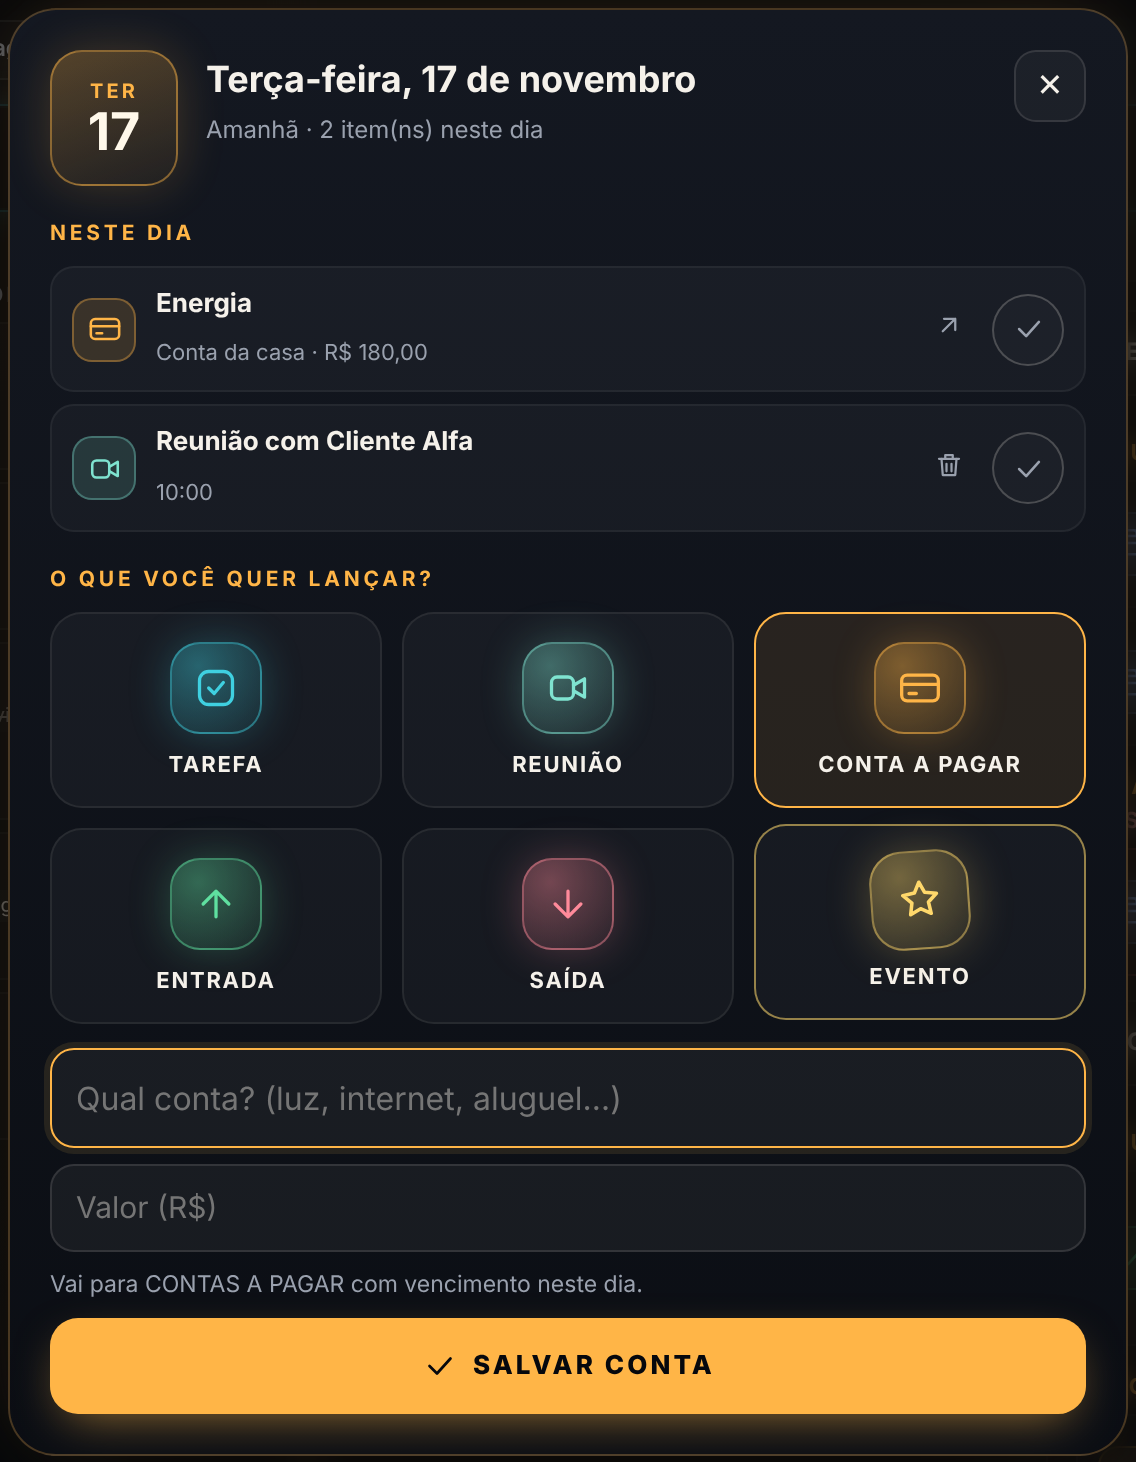 TER
17
Terça-feira, 17 de novembro
Amanhã · 2 item(ns) neste dia
NESTE DIA
Energia
Conta da casa · R$ 180,00
Reunião com Cliente Alfa
10:00
O QUE VOCÊ QUER LANÇAR?
TAREFA
REUNIÃO
CONTA A PAGAR
ENTRADA
SAÍDA
EVENTO
Qual conta? (luz, internet, aluguel...)
Valor (R$)
Vai para CONTAS A PAGAR com vencimento neste dia.
SALVAR CONTA